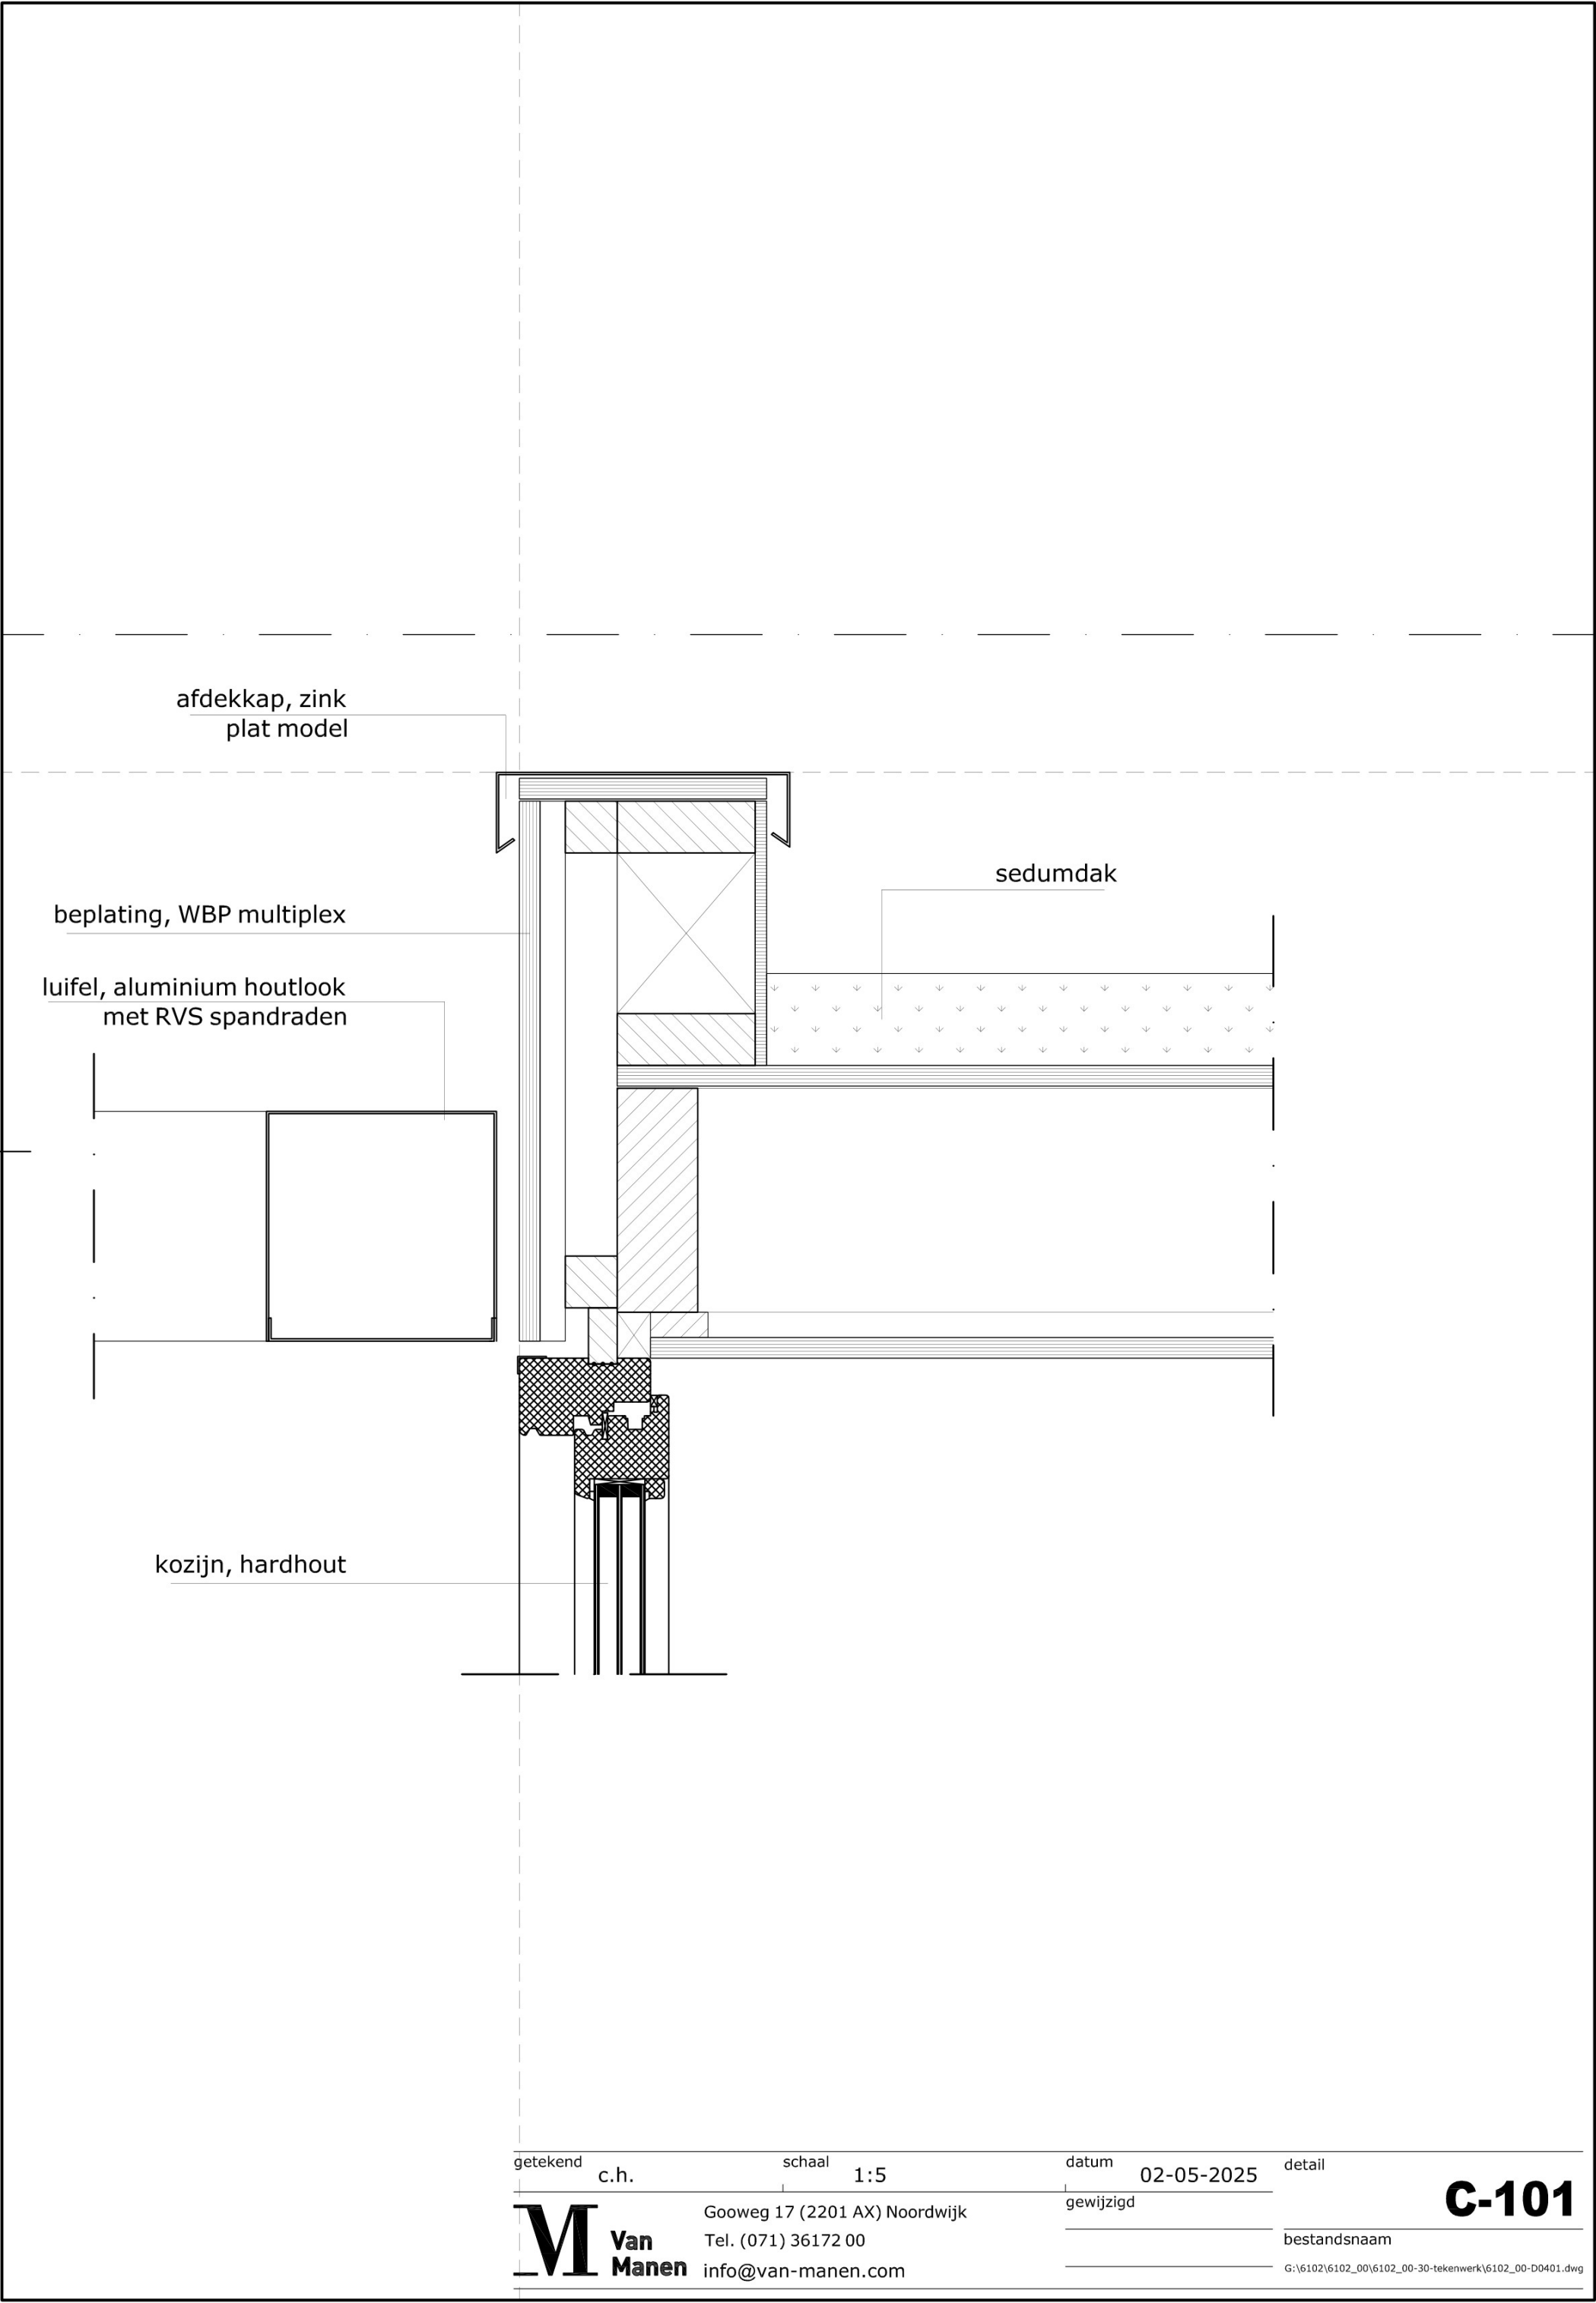 afdekkap, zink
plat model
sedumdak
beplating, WBP multiplex
luifel, aluminium houtlook
met RVS spandraden
kozijn, hardhout
getekend
c.h.
schaal
1:5
datum
02-05-2025
detail
C-101
gewijzigd
M Van
Manen
Gooweg 17 (2201 AX) Noordwijk
Tel. (071) 36172 00
info@van-manen.com
bestandsnaam
G:\6102\6102_00\6102_00-30-tekenwerk\6102_00-D0401.dwg